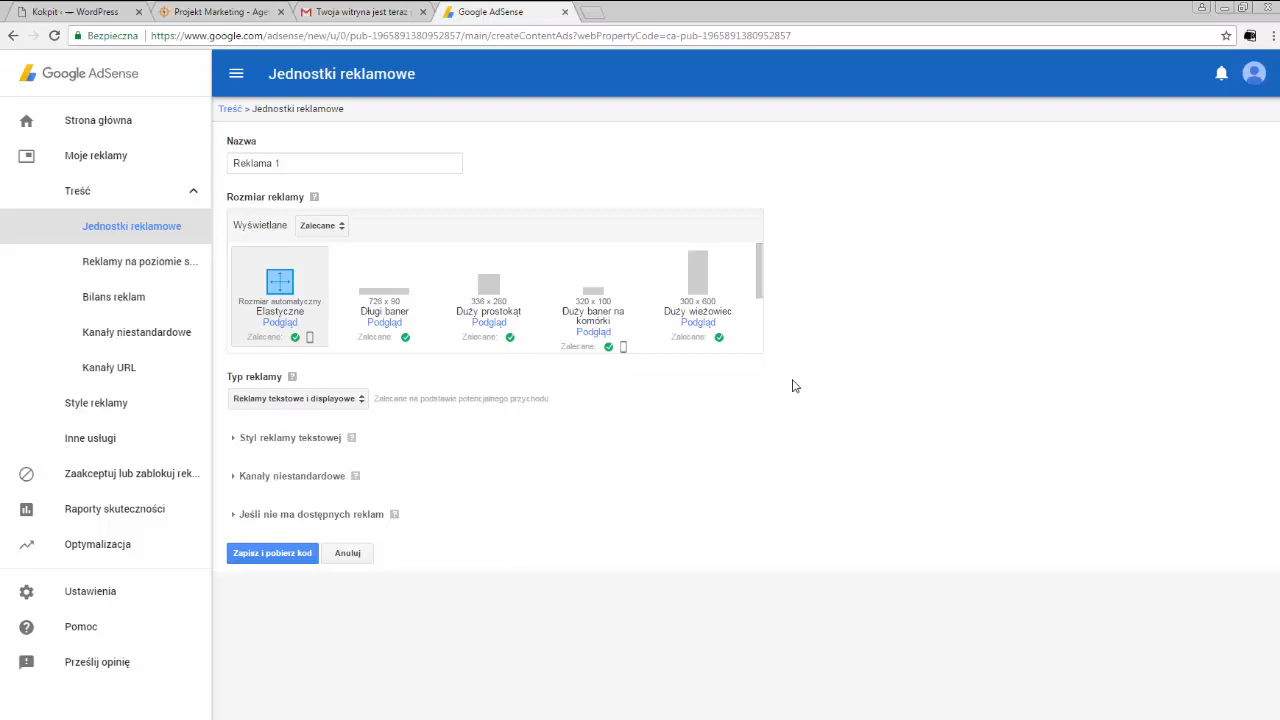 Kokpit ‹ — WordPress
Projekt Marketing - Agen
Twoja witryna jest teraz
Google AdSense
Bezpieczna
https://www.google.com/adsense/new/u/0/pub-1965891380952857/main/createContentAds?webPropertyCode=ca-pub-1965891380952857
Google AdSense
Jednostki reklamowe
Treść > Jednostki reklamowe
Strona główna
Moje reklamy
Treść
Jednostki reklamowe
Reklamy na poziomie s...
Bilans reklam
Kanały niestandardowe
Kanały URL
Style reklamy
Inne usługi
Zaakceptuj lub zablokuj rek...
Raporty skuteczności
Optymalizacja
Ustawienia
Pomoc
Prześlij opinię
Nazwa
Reklama 1
Rozmiar reklamy ?
Wyświetlane Zalecane
Rozmiar automatyczny
Elastyczne
Podgląd
Zalecane:
728 x 90
Długi baner
Podgląd
Zalecane:
336 x 280
Duży prostokąt
Podgląd
Zalecane:
320 x 100
Duży baner na
komórki
Podgląd
Zalecane:
300 x 600
Duży wieżowiec
Podgląd
Zalecane:
Typ reklamy ?
Reklamy tekstowe i displayowe Zalecane na podstawie potencjalnego przychodu
Styl reklamy tekstowej ?
Kanały niestandardowe ?
Jeśli nie ma dostępnych reklam ?
Zapisz i pobierz kod Anuluj